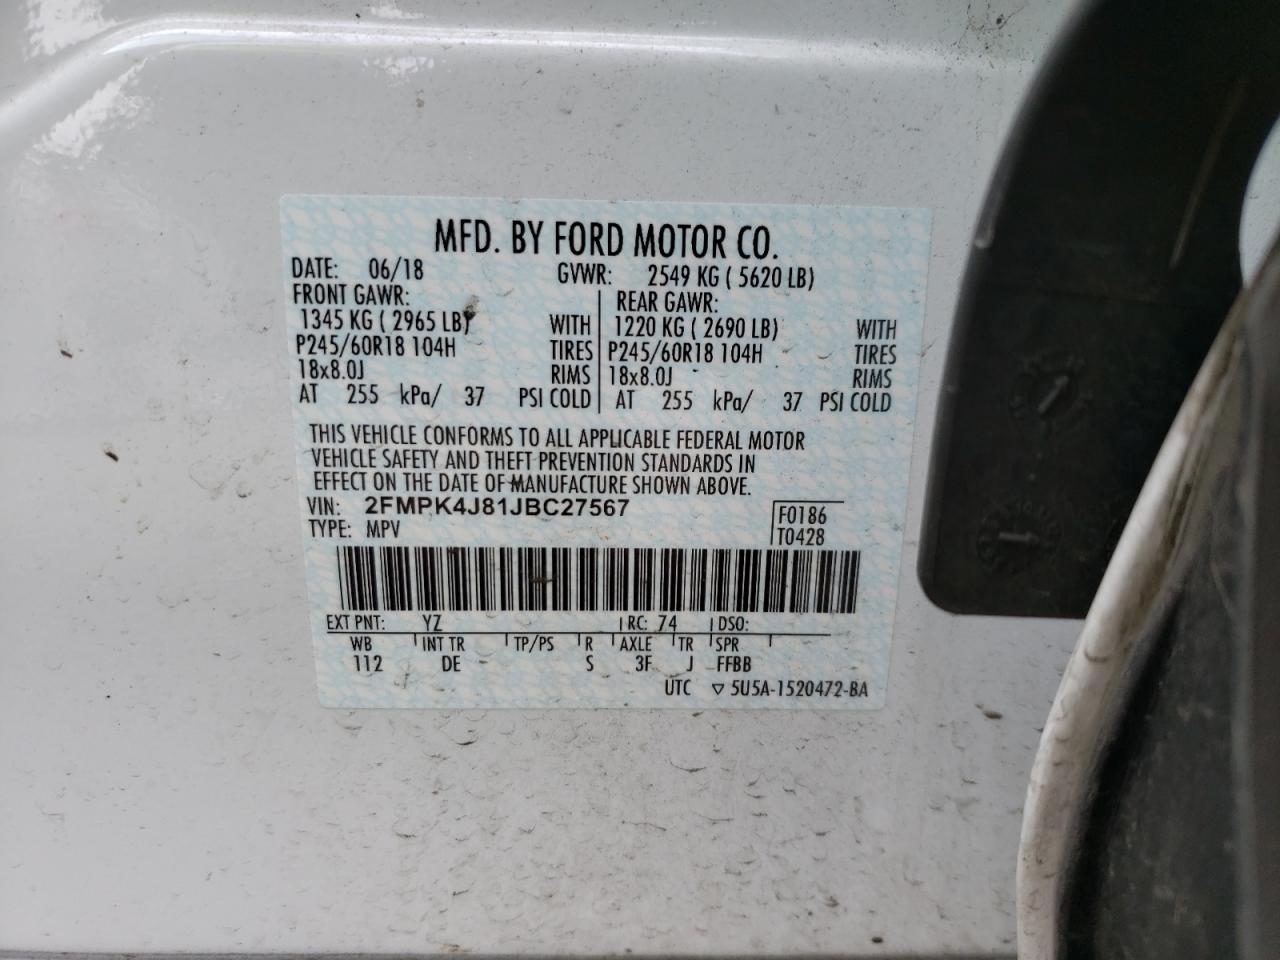 MFD. BY FORD MOTOR CO.
DATE: 06/18 GVWR: 2549 KG ( 5620 LB)
FRONT GAWR: REAR GAWR:
1345 KG ( 2965 LB) WITH 1220 KG ( 2690 LB) WITH
P245/60R18 104H TIRES P245/60R18 104H TIRES
18x8.0J RIMS 18x8.0J RIMS
AT 255 kPa/ 37 PSI COLD AT 255 kPa/ 37 PSI COLD
THIS VEHICLE CONFORMS TO ALL APPLICABLE FEDERAL MOTOR
VEHICLE SAFETY AND THEFT PREVENTION STANDARDS IN
EFFECT ON THE DATE OF MANUFACTURE SHOWN ABOVE.
VIN: 2FMPK4J81JBC27567 F0186
TYPE: MPV T0428
EXT PNT: YZ RC: 74 DSO:
WB INT TR TP/PS R AXLE TR SPR
112 DE S 3F J FFBB
UTC ▽ 5U5A-1520472-BA
1
1